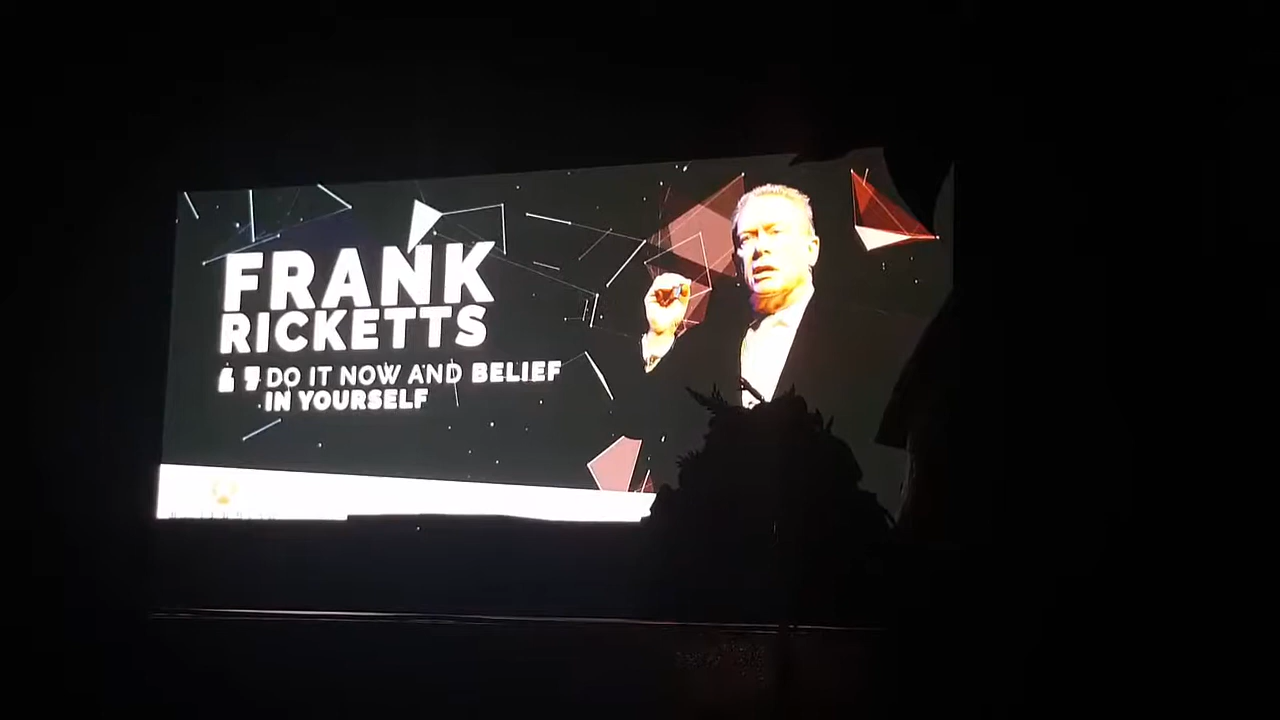 FRANK
RICKETTS
DO IT NOW AND BELIEF
IN YOURSELF